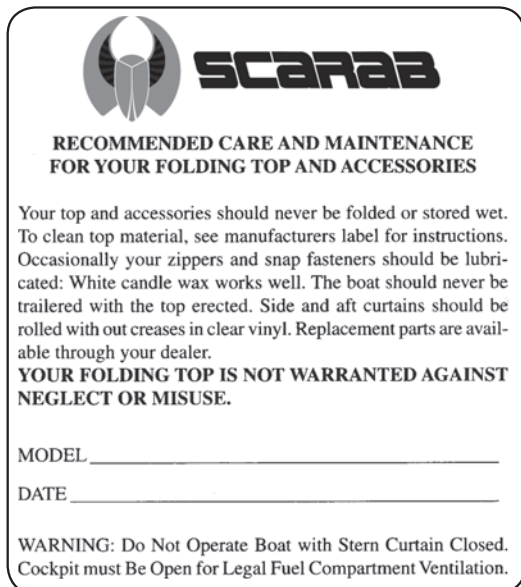 SCARAB
RECOMMENDED CARE AND MAINTENANCE
FOR YOUR FOLDING TOP AND ACCESSORIES
Your top and accessories should never be folded or stored wet.
To clean top material, see manufacturers label for instructions.
Occasionally your zippers and snap fasteners should be lubri-
cated: White candle wax works well. The boat should never be
trailered with the top erected. Side and aft curtains should be
rolled with out creases in clear vinyl. Replacement parts are avail-
able through your dealer.
YOUR FOLDING TOP IS NOT WARRANTED AGAINST
NEGLECT OR MISUSE.
MODEL
DATE
WARNING: Do Not Operate Boat with Stern Curtain Closed.
Cockpit must Be Open for Legal Fuel Compartment Ventilation.